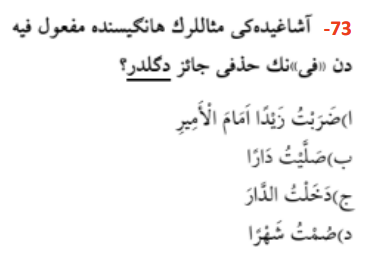 73- آشاغیده‌کی مثاللرك هانگیسنده مفعول فیه
دن «فی»نك حذفی جائز دگلدر؟
ا)ضَرَبْتُ زَيْدًا اَمَامَ الْأَمِيرِ
ب)صَلَّيْتُ دَارًا
ج)دَخَلْتُ الدَّارَ
د)صُمْتُ شَهْرًا